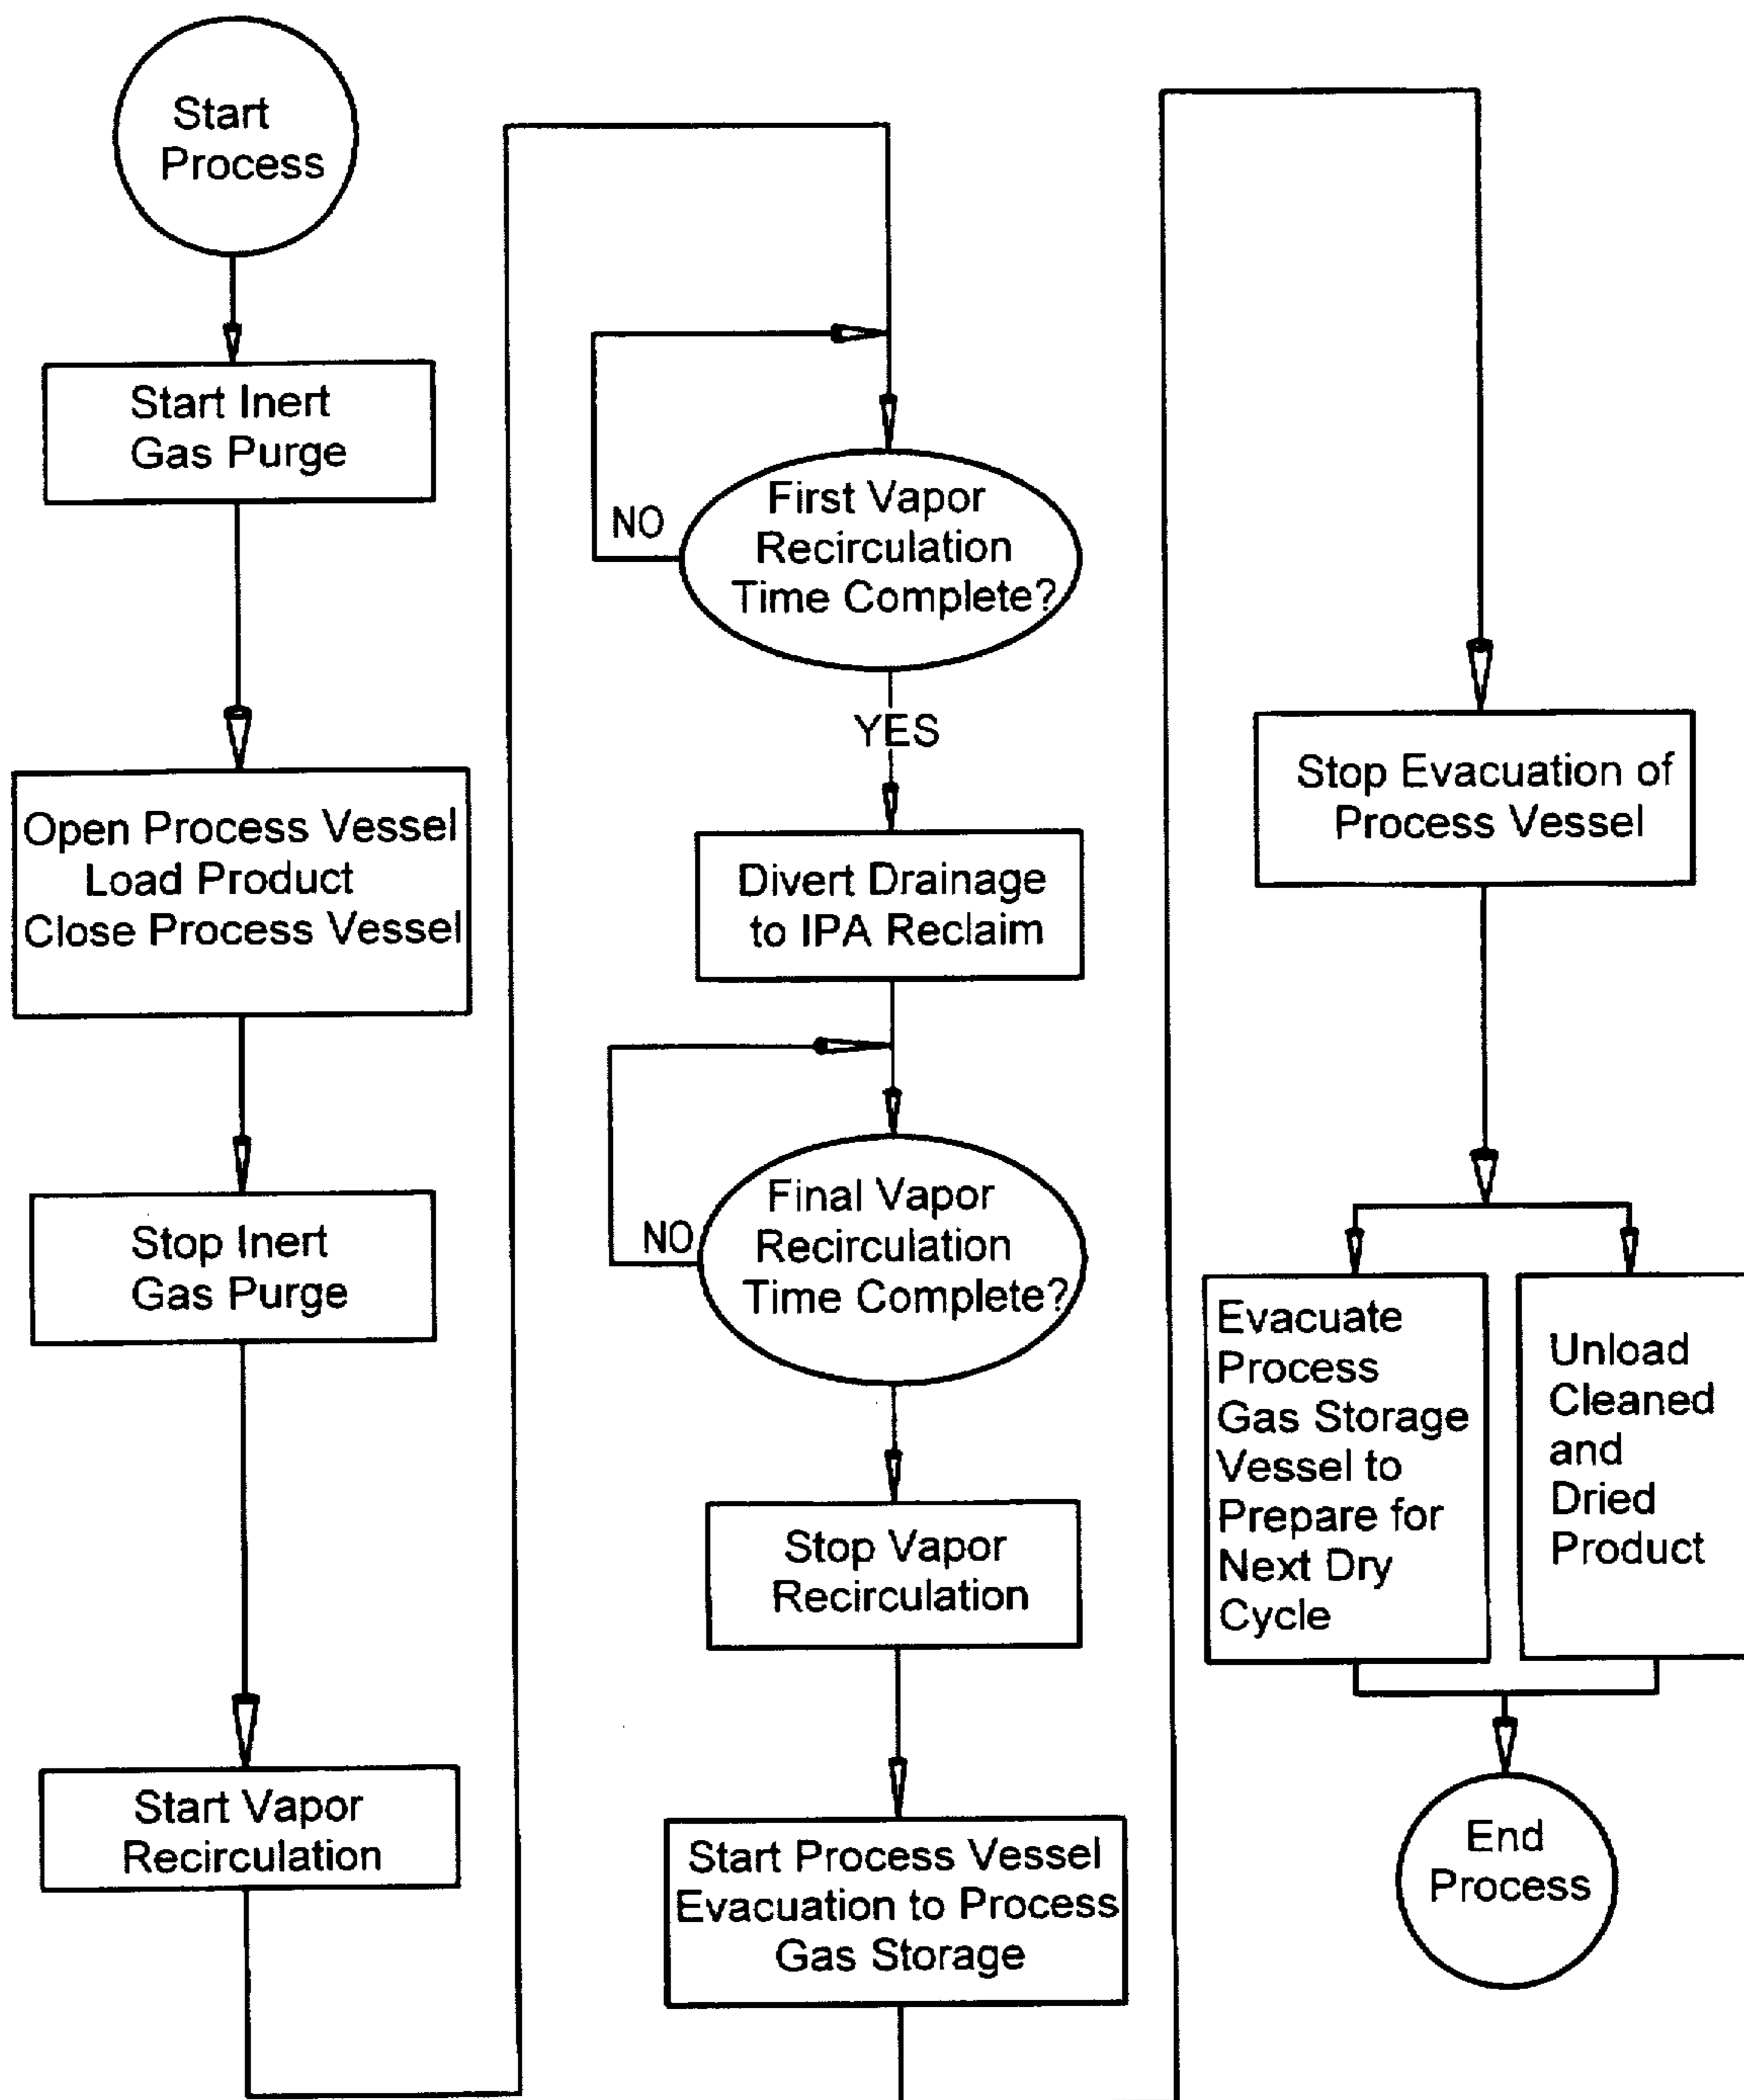 Start
Process
Start Inert
Gas Purge
Open Process Vessel
Load Product
Close Process Vessel
Stop Inert
Gas Purge
Start Vapor
Recirculation
First Vapor
Recirculation
Time Complete?
NO
YES
Divert Drainage
to IPA Reclaim
Final Vapor
Recirculation
Time Complete?
NO
Stop Vapor
Recirculation
Start Process Vessel
Evacuation to Process
Gas Storage
Stop Evacuation of
Process Vessel
Evacuate
Process
Gas Storage
Vessel to
Prepare for
Next Dry
Cycle
Unload
Cleaned
and
Dried
Product
End
Process